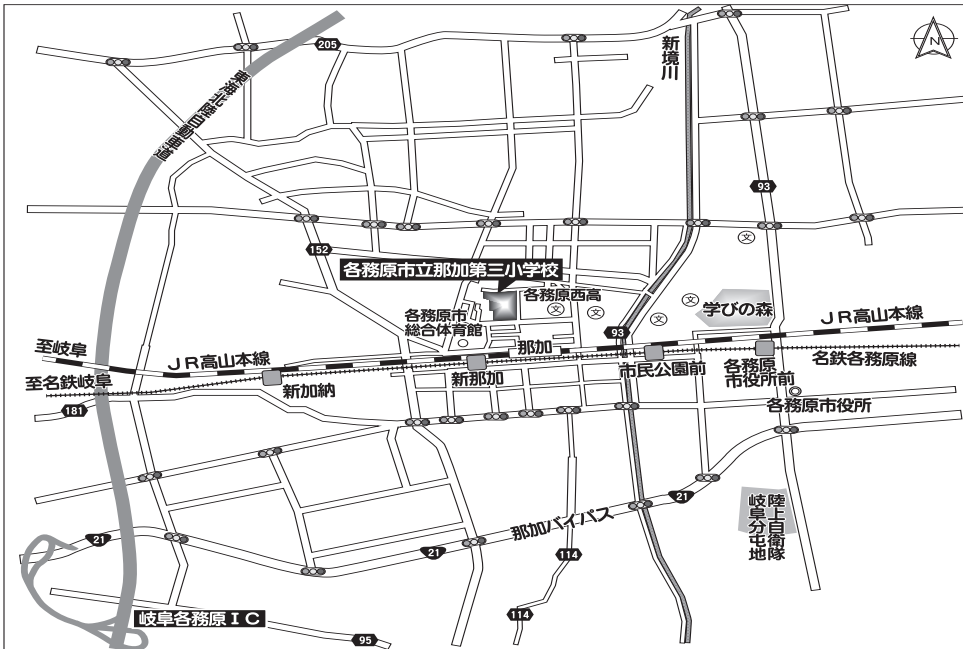 205
東海北陸自動車道
新境川
N
93
152
各務原市立那加第三小学校
各務原西高
文
文
文
文
各務原市
総合体育館
93
学びの森
JR高山本線
至岐阜
JR高山本線
那加
至名鉄岐阜
新加納
新那加
市民公園前
各務原
市役所前
名鉄各務原線
181
各務原市役所
21
陸上自衛隊
岐阜分屯地
那加バイパス
21
21
114
114
岐阜各務原IC
95